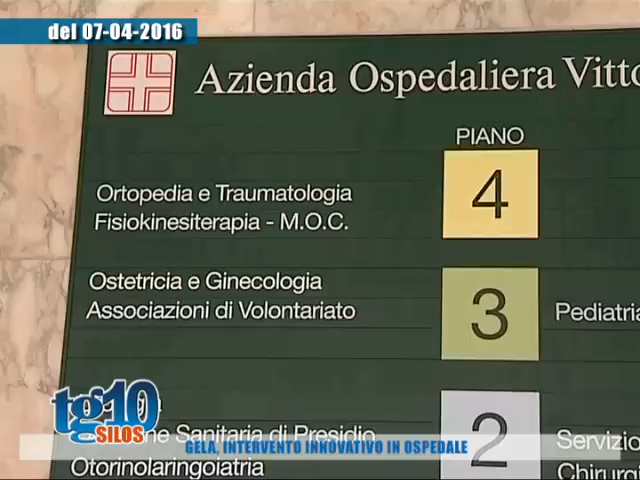 del 07-04-2016
Azienda Ospedaliera
PIANO
Ortopedia e Traumatologia
Fisiokinesiterapia - M.O.C.
4
Ostetricia e Ginecologia
Associazioni di Volontariato
3
Pediatria
tg10
SILOS
Sanitaria di Presidio
2
GELA, INTERVENTO INNOVATIVO IN OSPEDALE
Otorinolaringoiatria